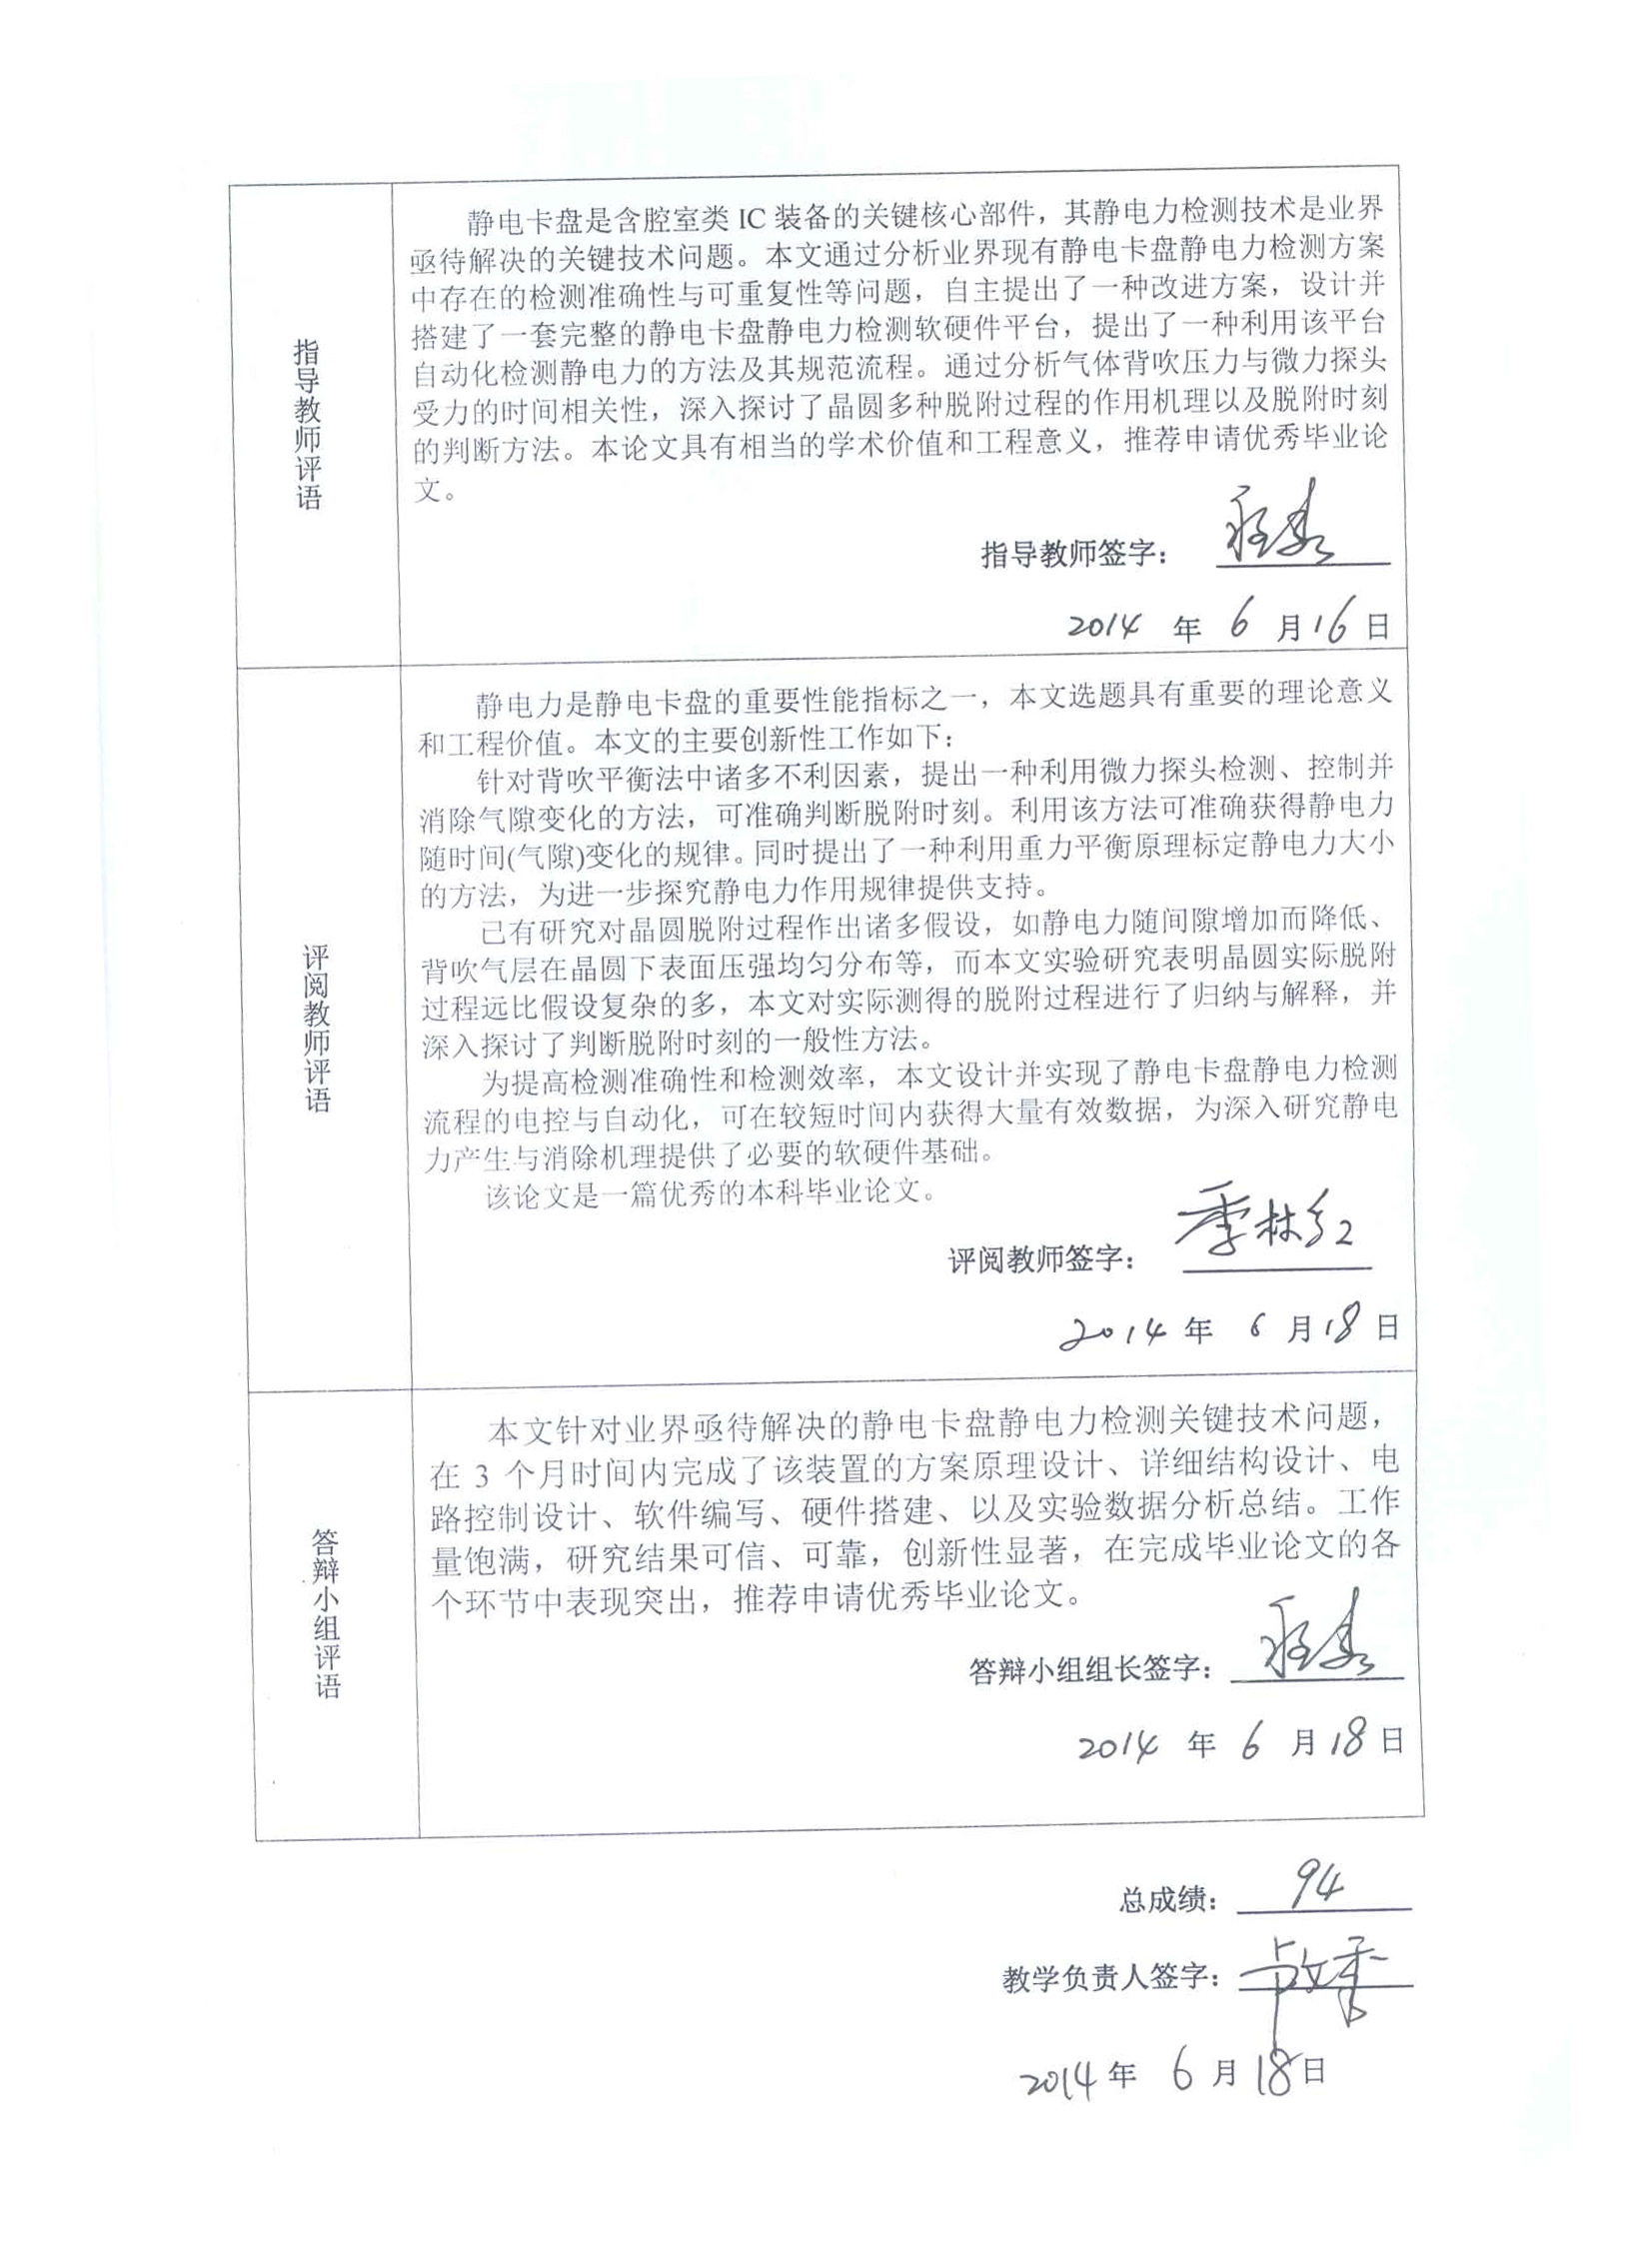 指导教师评语
静电卡盘是含腔室类 IC 装备的关键核心部件，其静电力检测技术是业界
亟待解决的关键技术问题。本文通过分析业界现有静电卡盘静电力检测方案
中存在的检测准确性与可重复性等问题，自主提出了一种改进方案，设计并
搭建了一套完整的静电卡盘静电力检测软硬件平台，提出了一种利用该平台
自动化检测静电力的方法及其规范流程。通过分析气体背吹压力与微力探头
受力的时间相关性，深入探讨了晶圆多种脱附过程的作用机理以及脱附时刻
的判断方法。本论文具有相当的学术价值和工程意义，推荐申请优秀毕业论
文。
指导教师签字：
2014 年 6 月 16 日
评阅教师评语
静电力是静电卡盘的重要性能指标之一，本文选题具有重要的理论意义
和工程价值。本文的主要创新性工作如下：
针对背吹平衡法中诸多不利因素，提出一种利用微力探头检测、控制并
消除气隙变化的方法，可准确判断脱附时刻。利用该方法可准确获得静电力
随时间(气隙)变化的规律。同时提出了一种利用重力平衡原理标定静电力大小
的方法，为进一步探究静电力作用规律提供支持。
已有研究对晶圆脱附过程作出诸多假设，如静电力随间隙增加而降低、
背吹气层在晶圆下表面压强均匀分布等，而本文实验研究表明晶圆实际脱附
过程远比假设复杂的多，本文对实际测得的脱附过程进行了归纳与解释，并
深入探讨了判断脱附时刻的一般性方法。
为提高检测准确性和检测效率，本文设计并实现了静电卡盘静电力检测
流程的电控与自动化，可在较短时间内获得大量有效数据，为深入研究静电
力产生与消除机理提供了必要的软硬件基础。
该论文是一篇优秀的本科毕业论文。
评阅教师签字： 季林红
2014 年 6 月 18 日
答辩小组评语
本文针对业界亟待解决的静电卡盘静电力检测关键技术问题，
在 3 个月时间内完成了该装置的方案原理设计、详细结构设计、电
路控制设计、软件编写、硬件搭建、以及实验数据分析总结。工作
量饱满，研究结果可信、可靠，创新性显著，在完成毕业论文的各
个环节中表现突出，推荐申请优秀毕业论文。
答辩小组组长签字：
2014 年 6 月 18 日
总成绩： 94
教学负责人签字：
2014 年 6 月 18 日